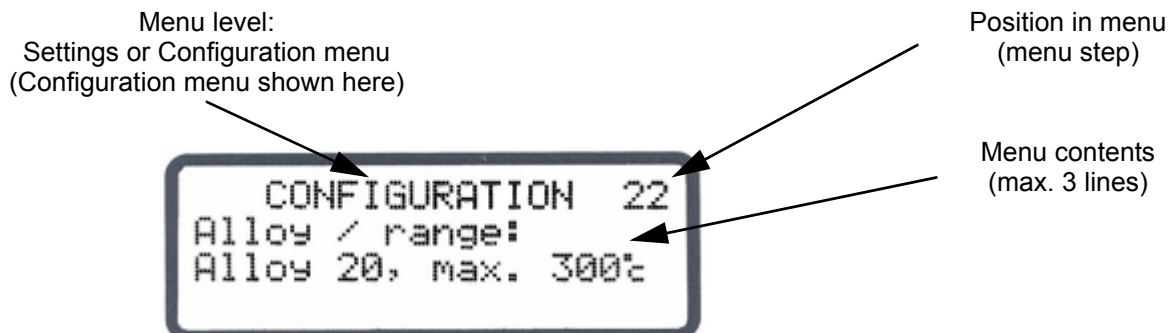 Menu level:
Settings or Configuration menu
(Configuration menu shown here)
Position in menu
(menu step)
Menu contents
(max. 3 lines)
CONFIGURATION 22
Alloy / range:
Alloy 20, max. 300°c